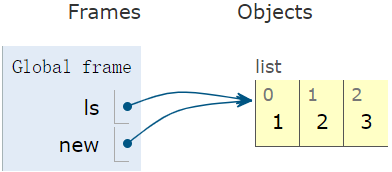 Frames Objects
Global frame
list
ls
0 1 2
1 2 3
new